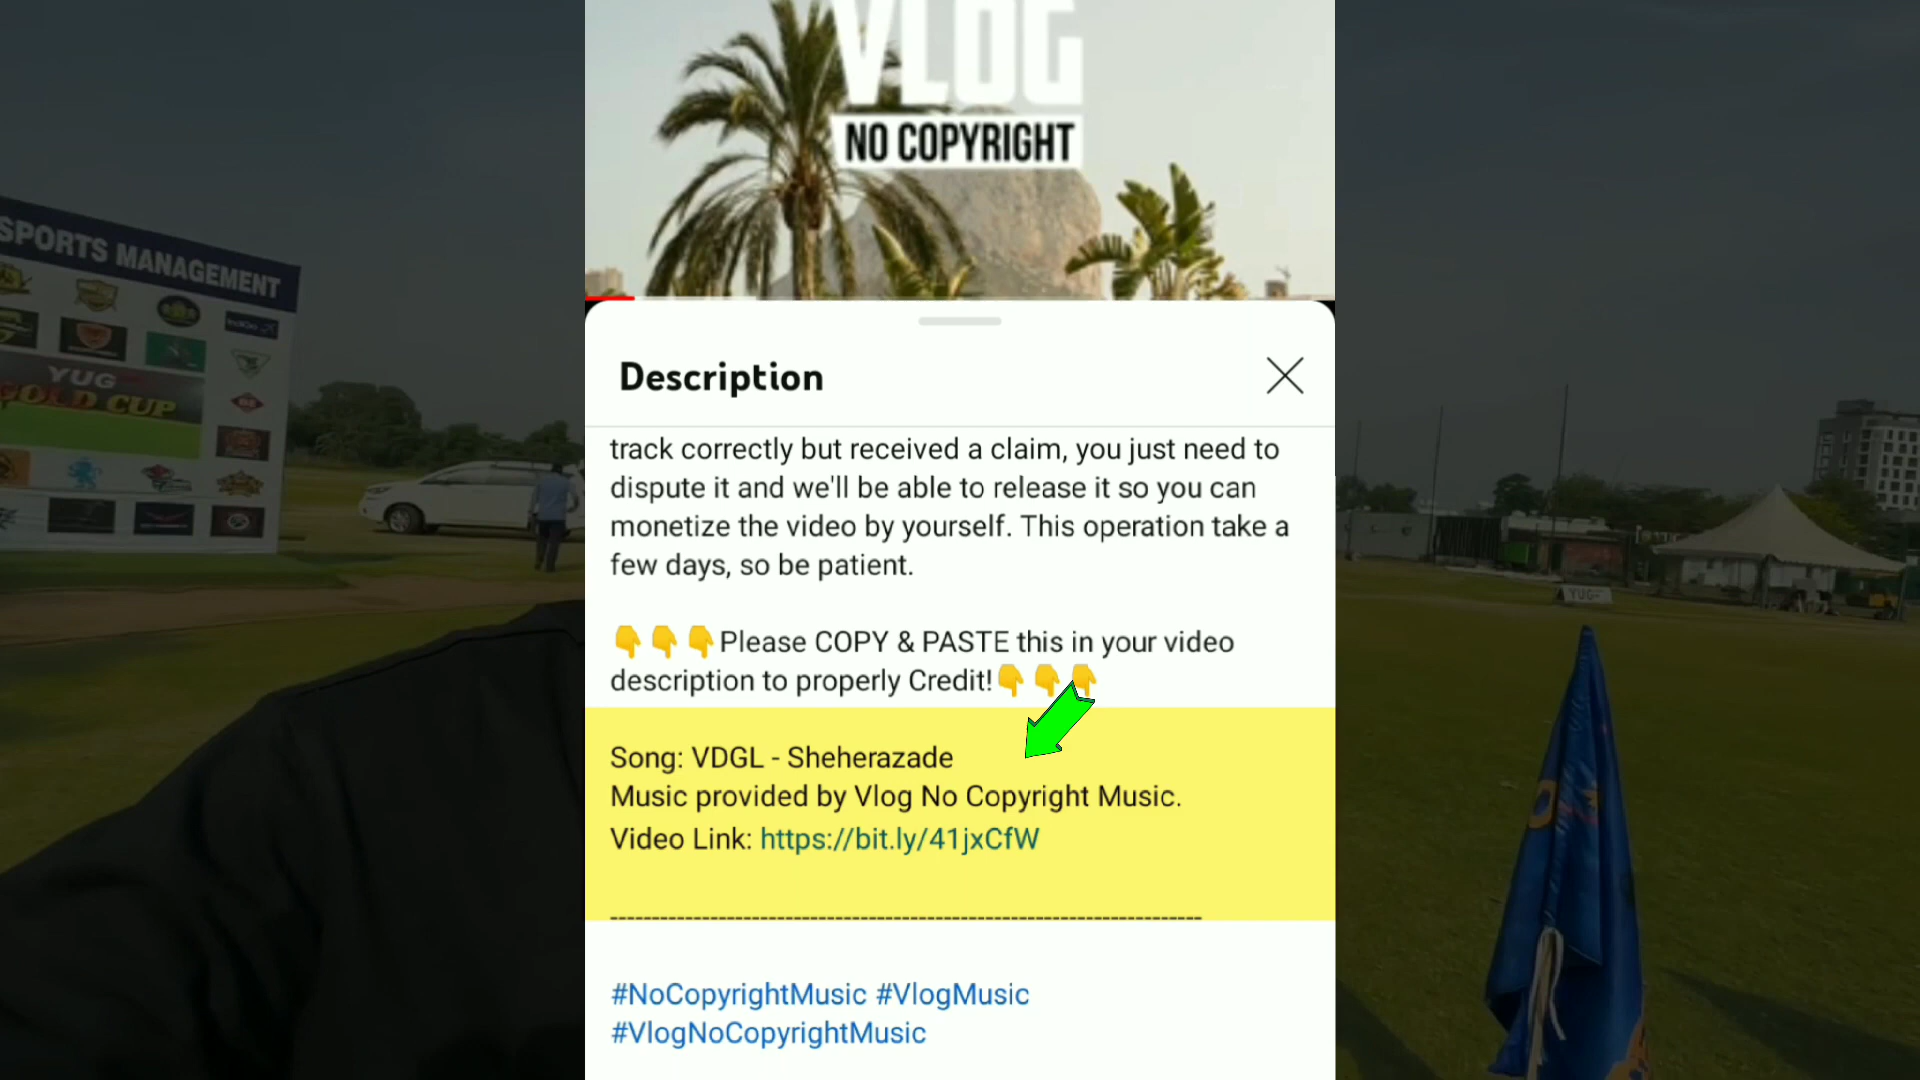 VLOG
NO COPYRIGHT
SPORTS MANAGEMENT
YUG
GOLD CUP
Description
track correctly but received a claim, you just need to
dispute it and we'll be able to release it so you can
monetize the video by yourself. This operation take a
few days, so be patient.
👇👇👇Please COPY & PASTE this in your video
description to properly Credit!👇👇👇
Song: VDGL - Sheherazade
Music provided by Vlog No Copyright Music.
Video Link: https://bit.ly/41jxCfW
------------------------------------------------------------------------
#NoCopyrightMusic #VlogMusic
#VlogNoCopyrightMusic
YUG